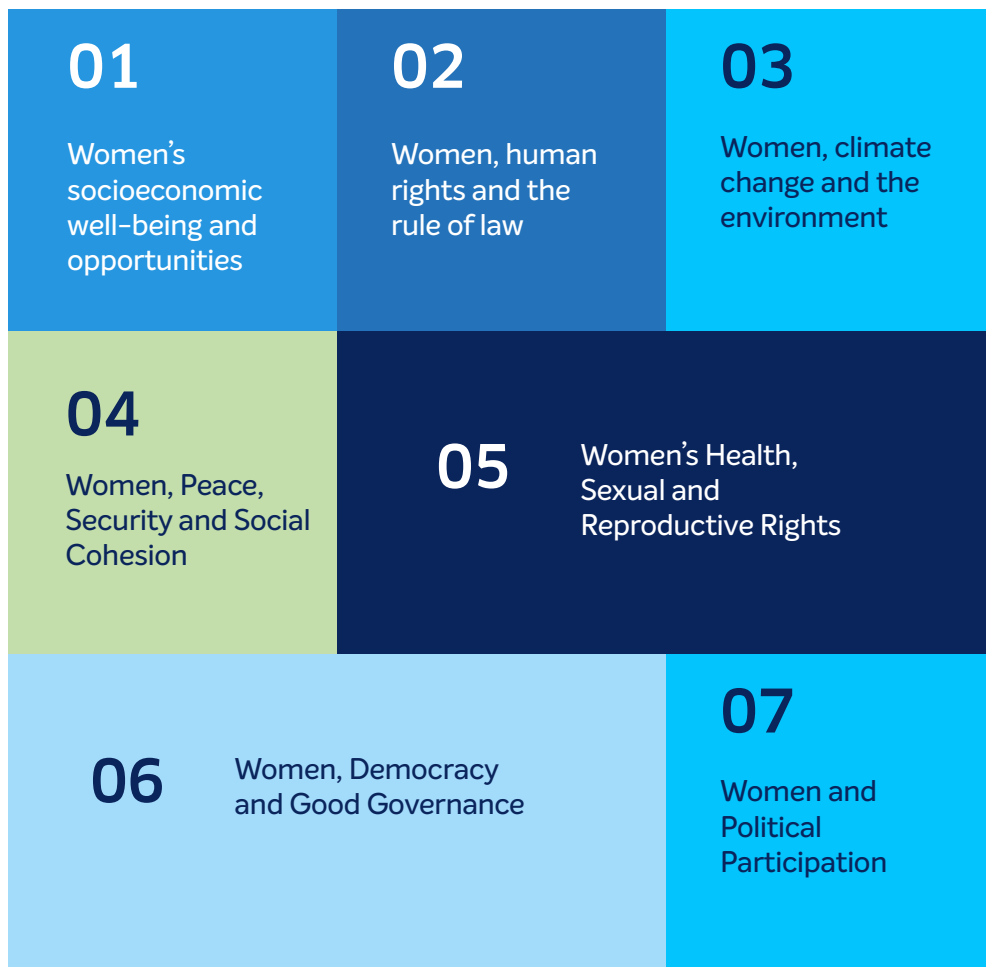 01
Women's
socioeconomic
well-being and
opportunities
02
Women, human
rights and the
rule of law
03
Women, climate
change and the
environment
04
Women, Peace,
Security and Social
Cohesion
05
Women's Health,
Sexual and
Reproductive Rights
06
Women, Democracy
and Good Governance
07
Women and
Political
Participation